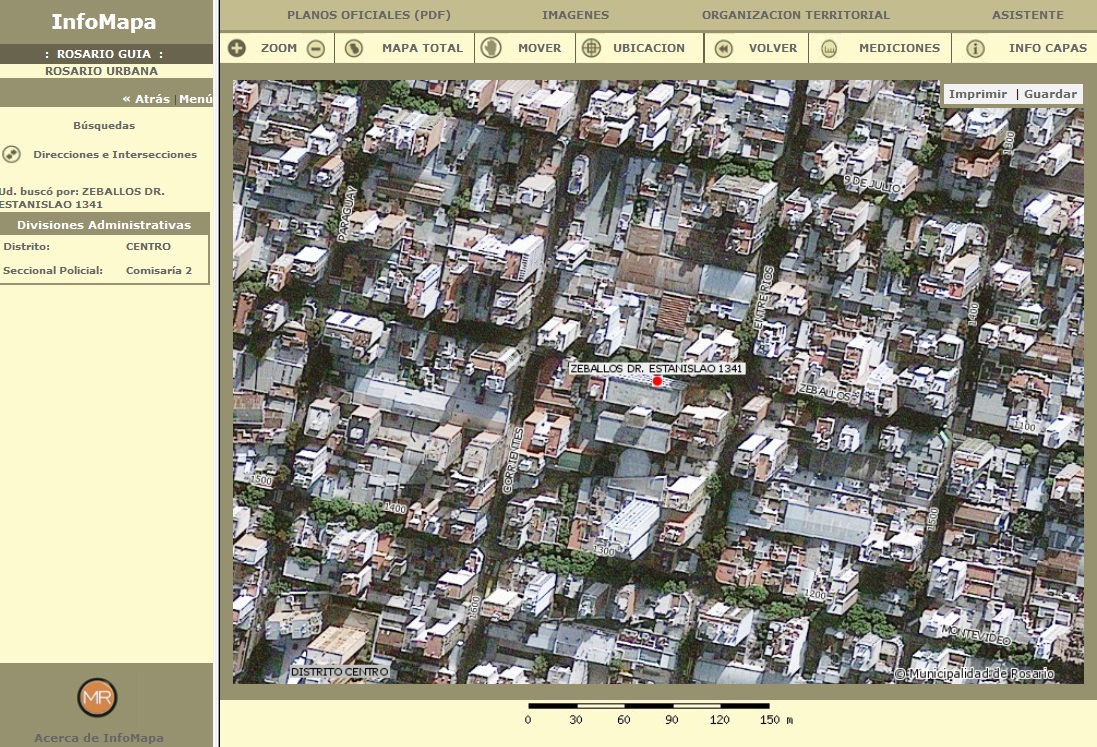 InfoMapa
: ROSARIO GUIA :
ROSARIO URBANA
« Atrás | Menú
Búsquedas
Direcciones e Intersecciones
Ud. buscó por: ZEBALLOS DR.
ESTANISLAO 1341
Divisiones Administrativas
Distrito: CENTRO
Seccional Policial: Comisaría 2
MR
Acerca de InfoMapa
PLANOS OFICIALES (PDF) IMAGENES ORGANIZACION TERRITORIAL ASISTENTE
ZOOM MAPA TOTAL MOVER UBICACION VOLVER MEDICIONES INFO CAPAS
Imprimir | Guardar
1300
9 DE JULIO
PARAGUAY
ENTRE RIOS
1400
ZEBALLOS DR. ESTANISLAO 1341
ZEBALLOS
1100
CORRIENTES
1500
1400
1500
1300
1200
1600
MONTEVIDEO
DISTRITO CENTRO
© Municipalidad de Rosario
0 30 60 90 120 150 m